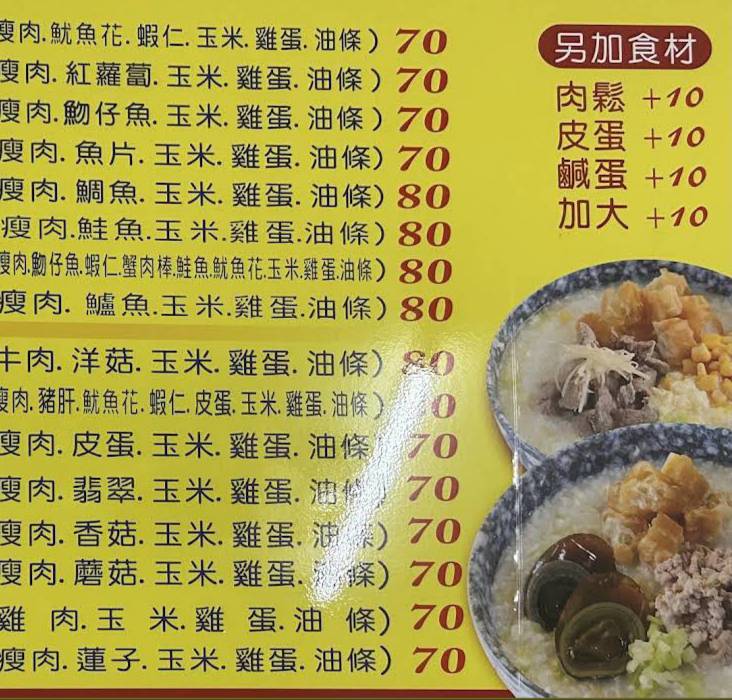 瘦肉.魷魚花.蝦仁.玉米.雞蛋.油條) 70
瘦肉.紅蘿蔔.玉米.雞蛋.油條) 70
瘦肉.魩仔魚.玉米.雞蛋.油條) 70
瘦肉.魚片.玉米.雞蛋.油條) 70
瘦肉.鯛魚.玉米.雞蛋.油條) 80
瘦肉.鮭魚.玉米.雞蛋.油條) 80
瘦肉.魩仔魚.蝦仁.蟹肉棒.鮭魚.魷魚花.玉米.雞蛋.油條) 80
瘦肉.鱸魚.玉米.雞蛋.油條) 80
牛肉.洋菇.玉米.雞蛋.油條) 80
瘦肉.豬肝.魷魚花.蝦仁.皮蛋.玉米.雞蛋.油條) 0
瘦肉.皮蛋.玉米.雞蛋.油條) 70
瘦肉.翡翠.玉米.雞蛋.油條) 70
瘦肉.香菇.玉米.雞蛋.油條) 70
瘦肉.蘑菇.玉米.雞蛋.油條) 70
雞肉.玉米.雞蛋.油條) 70
瘦肉.蓮子.玉米.雞蛋.油條) 70
另加食材
肉鬆 +10
皮蛋 +10
鹹蛋 +10
加大 +10